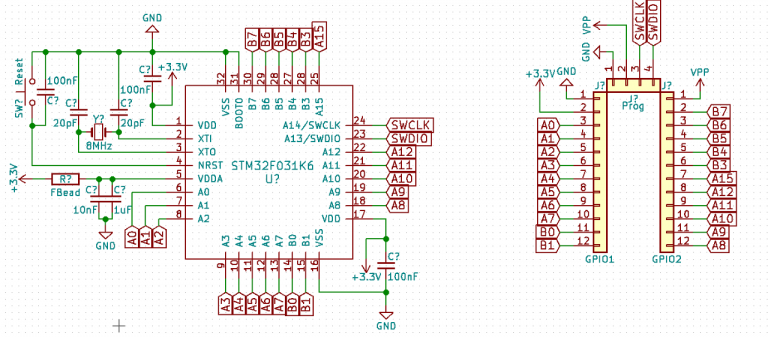 GND
+3.3V
100nF
C?
SW? Reset
100nF
C?
C?
20pF
C?
20pF
Y?
8MHz
+3.3V
R?
FBead
C?
10nF
C?
1uF
GND
B7
B6
B5
B4
B3
A15
32 31 30 29 28 27 26 25
VSS BOOT0 B7 B6 B5 B4 B3 A15
1 VDD
2 XTI
3 XTO
4 NRST
5 VDDA
6 A0
7 A1
8 A2
STM32F031K6
U?
A14/SWCLK 24 SWCLK
A13/SWDIO 23 SWDIO
A12 22 A12
A11 21 A11
A10 20 A10
A9 19 A9
A8 18 A8
VDD 17
A3 A4 A5 A6 A7 B0 B1 VSS
9 10 11 12 13 14 15 16
A0 A1 A2
A3 A4 A5 A6 A7 B0 B1
+3.3V
C?
100nF
GND
SWCLK
SWDIO
VPP
GND
1 2 3 4
J?
Prog
+3.3V
GND
J?
1
2
A0 3
A1 4
A2 5
A3 6
A4 7
A5 8
A6 9
A7 10
B0 11
B1 12
GPIO1
VPP
J?
1
2 B7
3 B6
4 B5
5 B4
6 B3
7 A15
8 A12
9 A11
10 A10
11 A9
12 A8
GPIO2